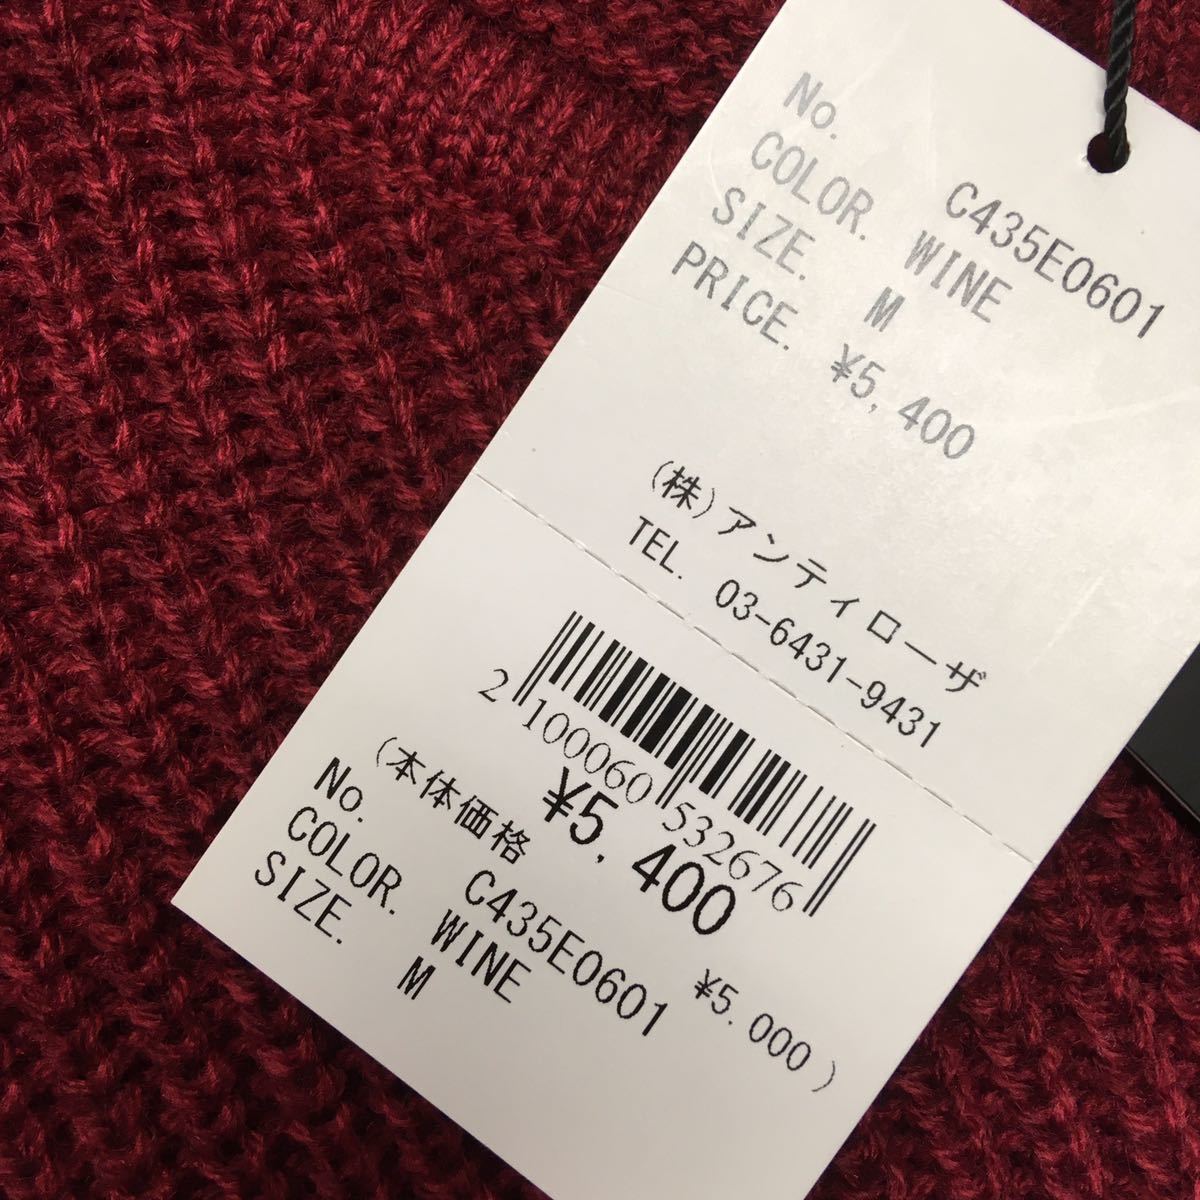 No. C435E0601
COLOR. WINE
SIZE. M
PRICE. ¥5,400
(株)アンティローザ
TEL. 03-6431-9431
2 100060 532676
¥5,400
(本体価格 ¥5.000)
No. C435E0601
COLOR. WINE
SIZE. M